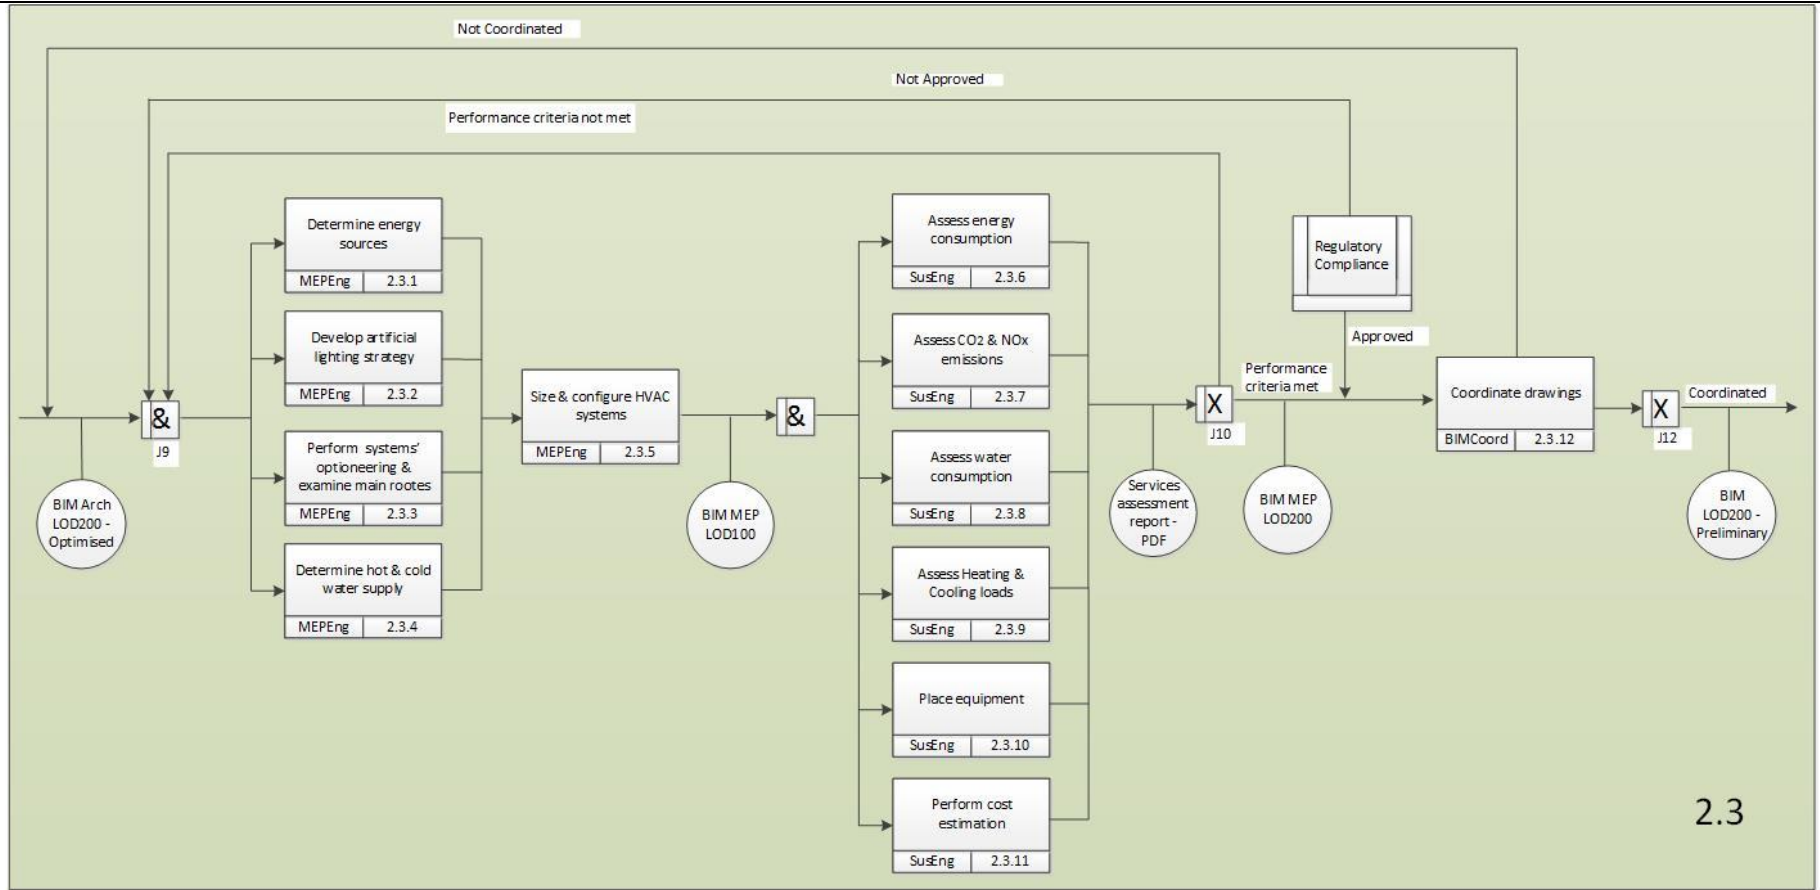 Not Coordinated
Not Approved
Performance criteria not met
Determine energy
sources
MEPEng 2.3.1
Develop artificial
lighting strategy
MEPEng 2.3.2
Perform systems’
optioneering &
examine main rootes
MEPEng 2.3.3
Determine hot & cold
water supply
MEPEng 2.3.4
&
J9
BIM Arch
LOD200 -
Optimised
Size & configure HVAC
systems
MEPEng 2.3.5
BIM MEP
LOD100
&
Assess energy
consumption
SusEng 2.3.6
Assess CO2 & NOx
emissions
SusEng 2.3.7
Assess water
consumption
SusEng 2.3.8
Assess Heating &
Cooling loads
SusEng 2.3.9
Place equipment
SusEng 2.3.10
Perform cost
estimation
SusEng 2.3.11
Services
assessment
report -
PDF
X
J10
Performance
criteria met
BIM MEP
LOD200
Regulatory
Compliance
Approved
Coordinate drawings
BIMCoord 2.3.12
X
J12
Coordinated
BIM
LOD200 -
Preliminary
2.3